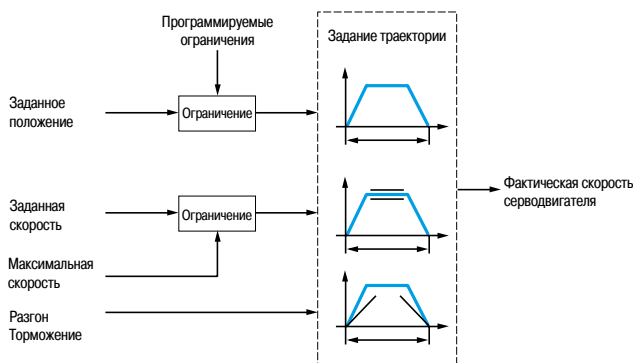 Программируемые
ограничения
Задание траектории
Заданное
положение
Ограничение
Заданная
скорость
Ограничение
Фактическая скорость
серводвигателя
Максимальная
скорость
Разгон
Торможение